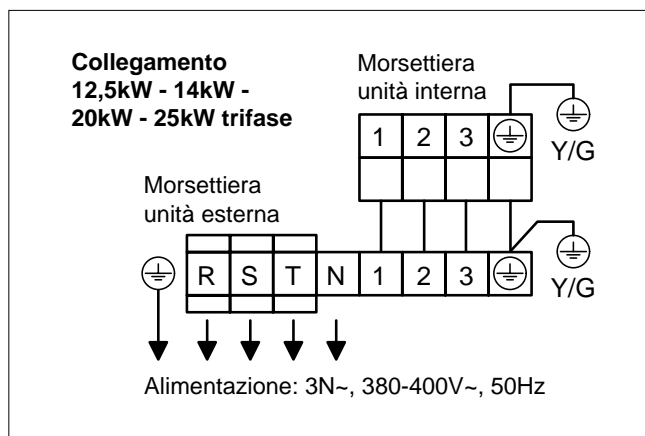 Collegamento
12,5kW - 14kW -
20kW - 25kW trifase
Morsettiera
unità interna
1 2 3
Y/G
Morsettiera
unità esterna
R S T N 1 2 3
Y/G
Alimentazione: 3N~, 380-400V~, 50Hz